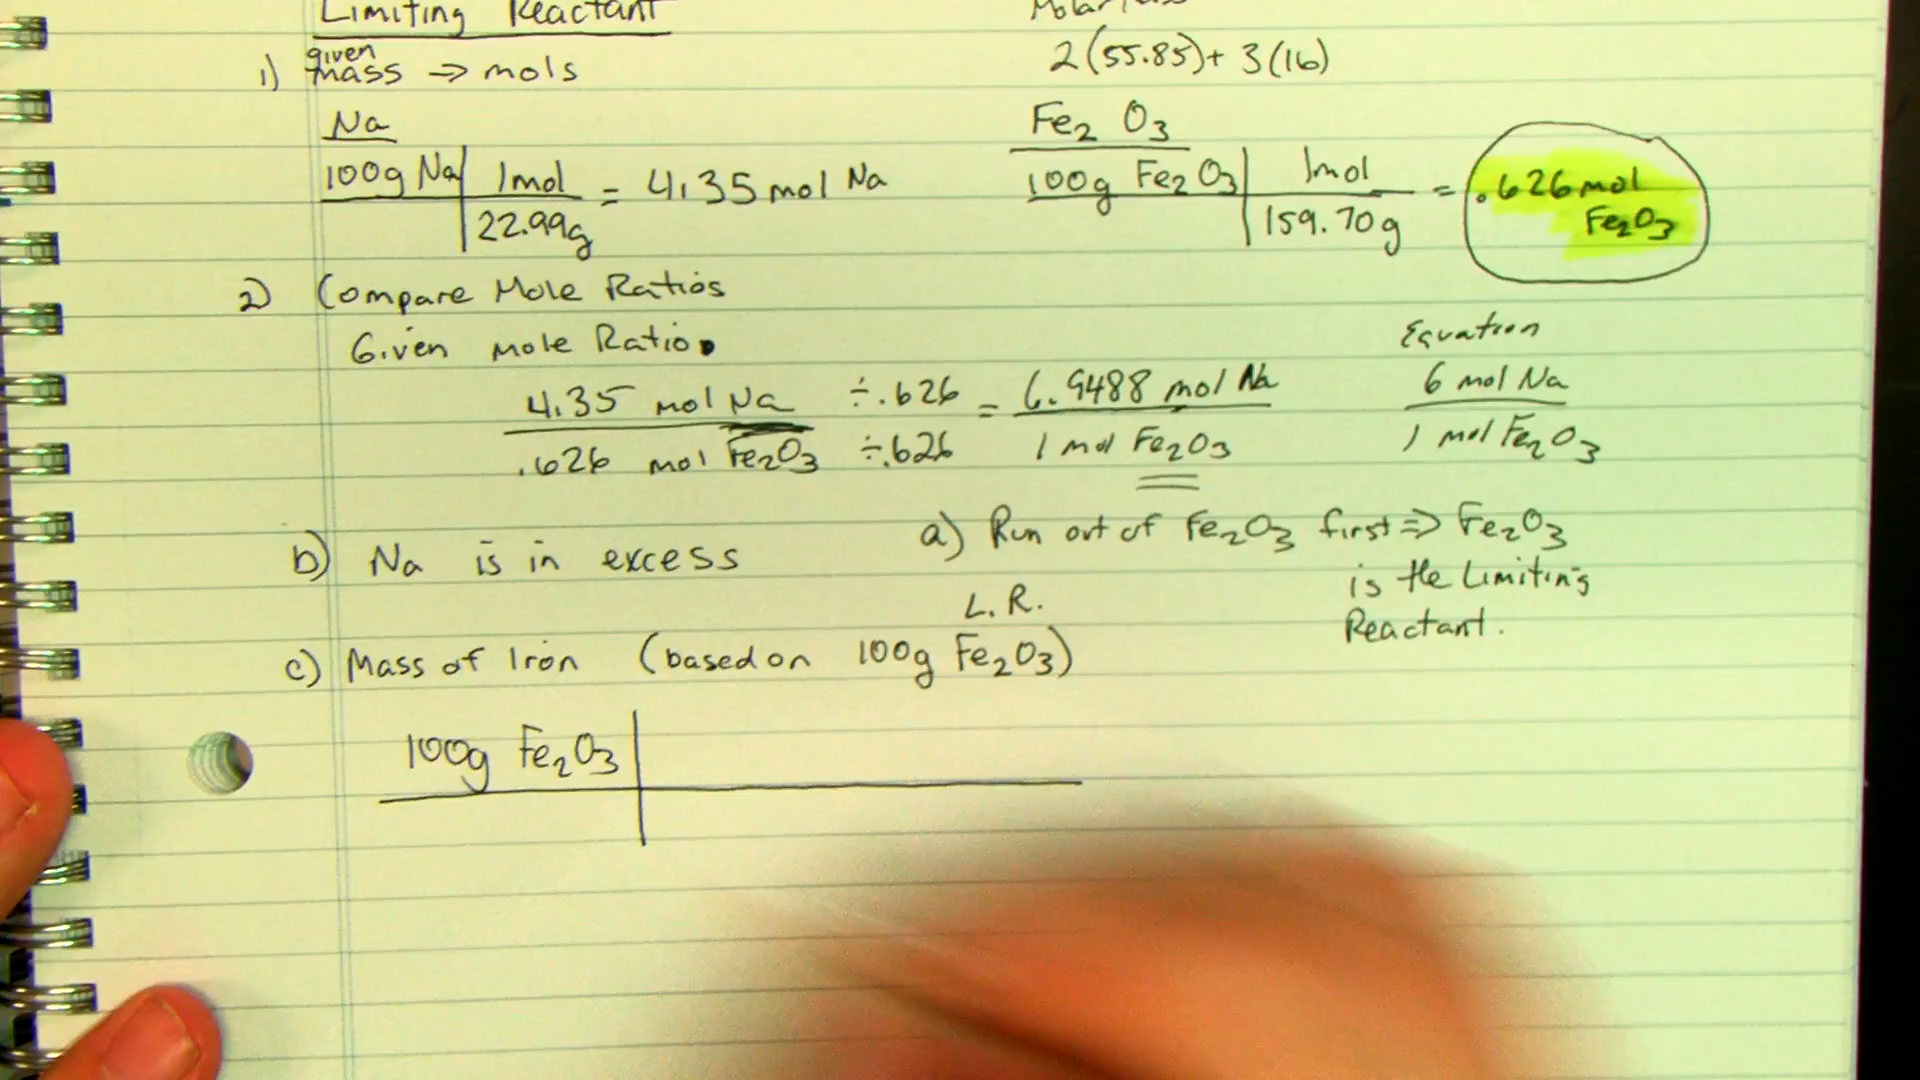 Limiting Reactant
Molar Mass
given
1) mass → mols
2(55.85)+ 3(16)
Na
Fe₂ O₃
100g Na | 1mol = 4.35 mol Na
22.99g
100g Fe₂O₃ | 1mol = .626 mol
159.70g
Fe₂O₃
2) Compare Mole Ratios
Given Mole Ratio
Equation
4.35 mol Na ÷.626 = 6.9488 mol Na
.626 mol Fe₂O₃ ÷.626 1 mol Fe₂O₃
6 mol Na
1 mol Fe₂O₃
a) Run out of Fe₂O₃ first ⇒ Fe₂O₃
is the Limiting
Reactant.
b) Na is in excess
L.R.
c) Mass of Iron (based on 100g Fe₂O₃)
100g Fe₂O₃